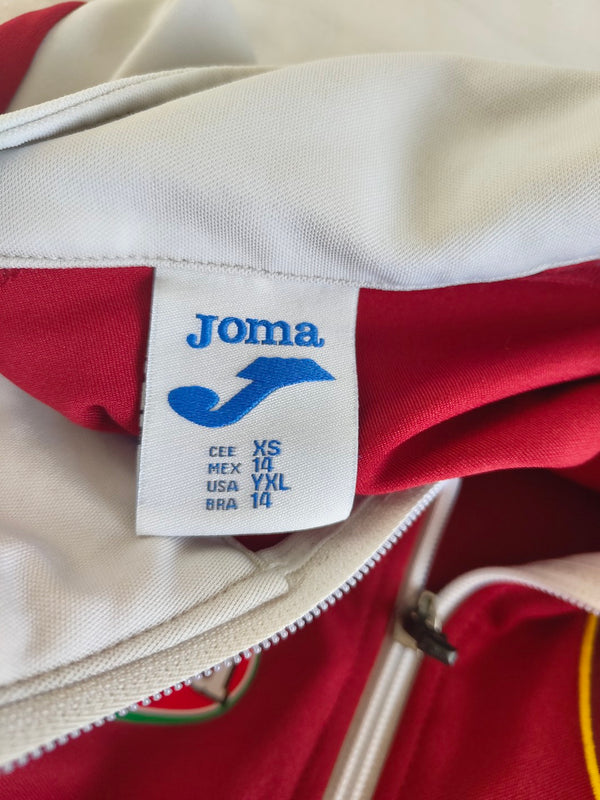 Joma
CEE XS
MEX 14
USA YXL
BRA 14